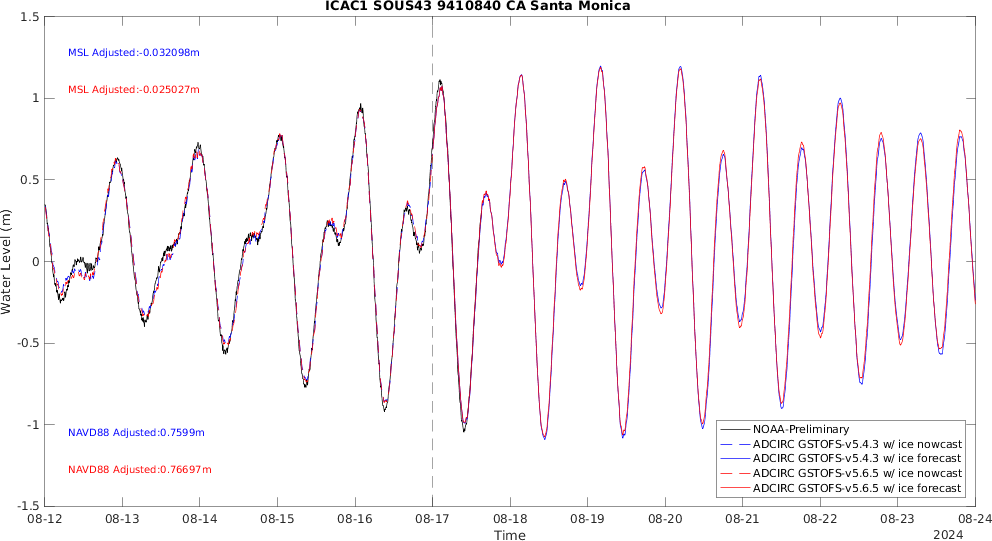 ICAC1 SOUS43 9410840 CA Santa Monica
1.5
MSL Adjusted:-0.032098m
MSL Adjusted:-0.025027m
1
0.5
0
-0.5
-1
-1.5
Water Level (m)
NAVD88 Adjusted:0.7599m
NAVD88 Adjusted:0.76697m
NOAA-Preliminary
ADCIRC GSTOFS-v5.4.3 w/ ice nowcast
ADCIRC GSTOFS-v5.4.3 w/ ice forecast
ADCIRC GSTOFS-v5.6.5 w/ ice nowcast
ADCIRC GSTOFS-v5.6.5 w/ ice forecast
08-12 08-13 08-14 08-15 08-16 08-17 08-18 08-19 08-20 08-21 08-22 08-23 08-24
Time
2024